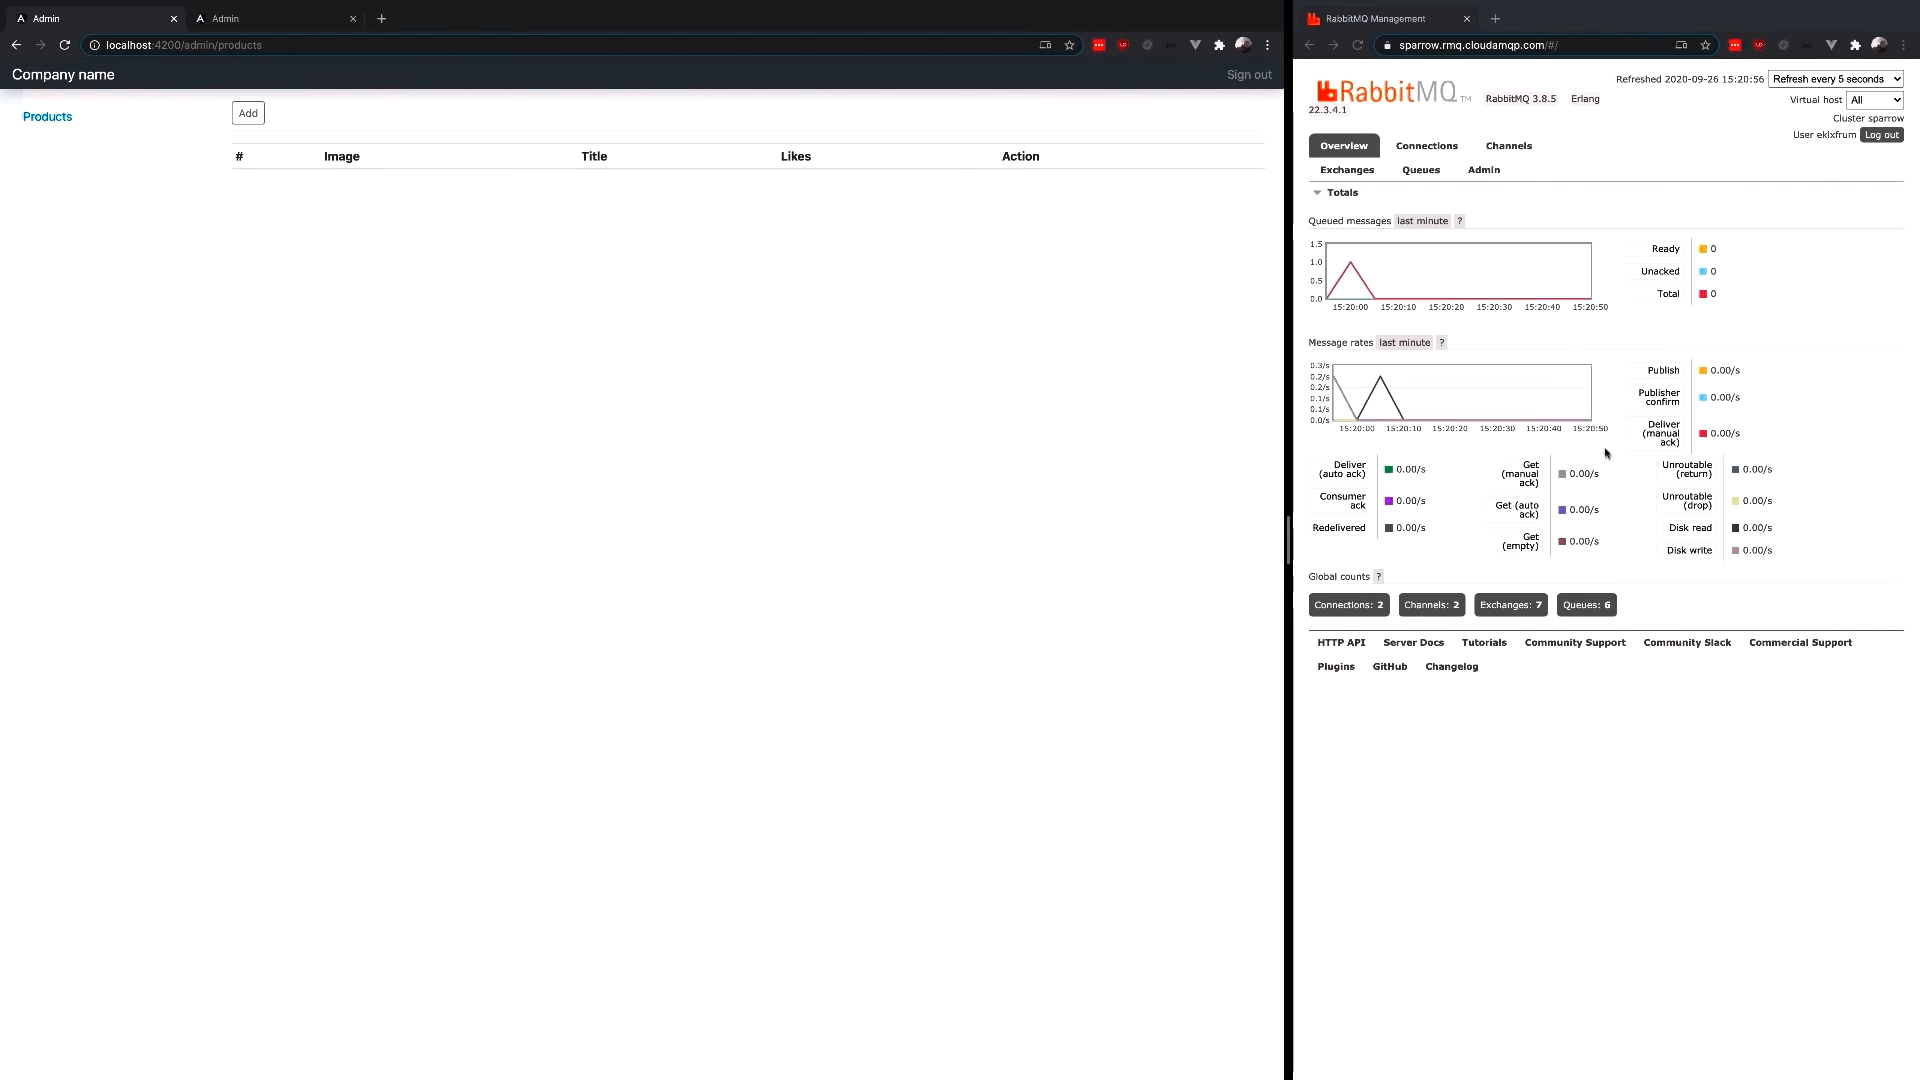 Admin
Admin
localhost:4200/admin/products
Company name
Sign out
Products
Add
# Image Title Likes Action
RabbitMQ Management
sparrow.rmq.cloudamqp.com/#/
Refreshed 2020-09-26 15:20:56 Refresh every 5 seconds
RabbitMQ TM RabbitMQ 3.8.5 Erlang
22.3.4.1
Virtual host All
Cluster sparrow
User eklxfrum Log out
Overview Connections Channels
Exchanges Queues Admin
Totals
Queued messages last minute ?
1.5
1.0
0.5
0.0
15:20:00 15:20:10 15:20:20 15:20:30 15:20:40 15:20:50
Ready 0
Unacked 0
Total 0
Message rates last minute ?
0.3/s
0.2/s
0.2/s
0.1/s
0.1/s
0.0/s
15:20:00 15:20:10 15:20:20 15:20:30 15:20:40 15:20:50
Publish 0.00/s
Publisher
confirm 0.00/s
Deliver
(manual
ack) 0.00/s
Deliver
(auto ack) 0.00/s
Consumer
ack 0.00/s
Redelivered 0.00/s
Get
(manual
ack) 0.00/s
Get (auto
ack) 0.00/s
Get
(empty) 0.00/s
Unroutable
(return) 0.00/s
Unroutable
(drop) 0.00/s
Disk read 0.00/s
Disk write 0.00/s
Global counts ?
Connections: 2 Channels: 2 Exchanges: 7 Queues: 6
HTTP API Server Docs Tutorials Community Support Community Slack Commercial Support
Plugins GitHub Changelog